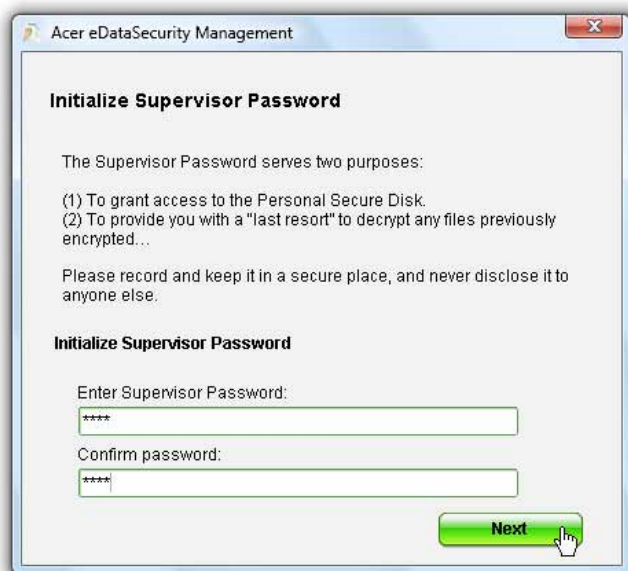 Acer eDataSecurity Management
Initialize Supervisor Password
The Supervisor Password serves two purposes:
(1) To grant access to the Personal Secure Disk.
(2) To provide you with a "last resort" to decrypt any files previously
encrypted...
Please record and keep it in a secure place, and never disclose it to
anyone else.
Initialize Supervisor Password
Enter Supervisor Password:
****
Confirm password:
****
Next